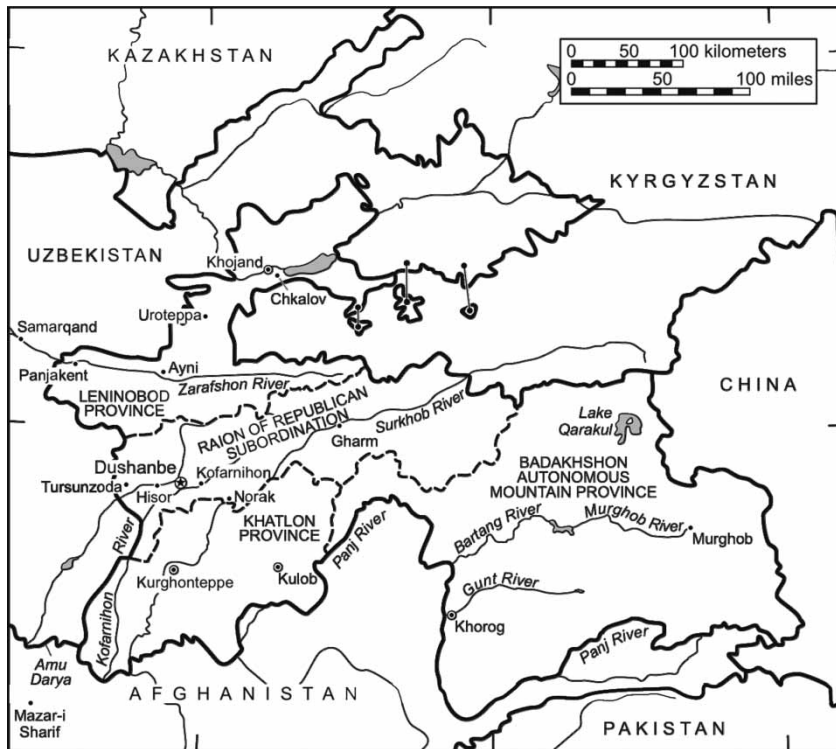 KAZAKHSTAN
0 50 100 kilometers
0 50 100 miles
KYRGYZSTAN
UZBEKISTAN
Khojand
Chkalov
Uroteppa
Samarqand
Panjakent
Ayni
Zarafshon River
LENINOBOD
PROVINCE
CHINA
RAION OF REPUBLICAN
SUBORDINATION
Surkhob River
Gharm
Lake
Qarakul
Dushanbe
Kofarnihon
Tursunzoda
Hisor
Norak
BADAKHSHON
AUTONOMOUS
MOUNTAIN PROVINCE
KHATLON
PROVINCE
Bartang River
Murghob River
Murghob
Panj River
Kofarnihon River
Kurghonteppe
Kulob
Gunt River
Khorog
Panj River
Amu
Darya
AFGHANISTAN
Mazar-i
Sharif
PAKISTAN